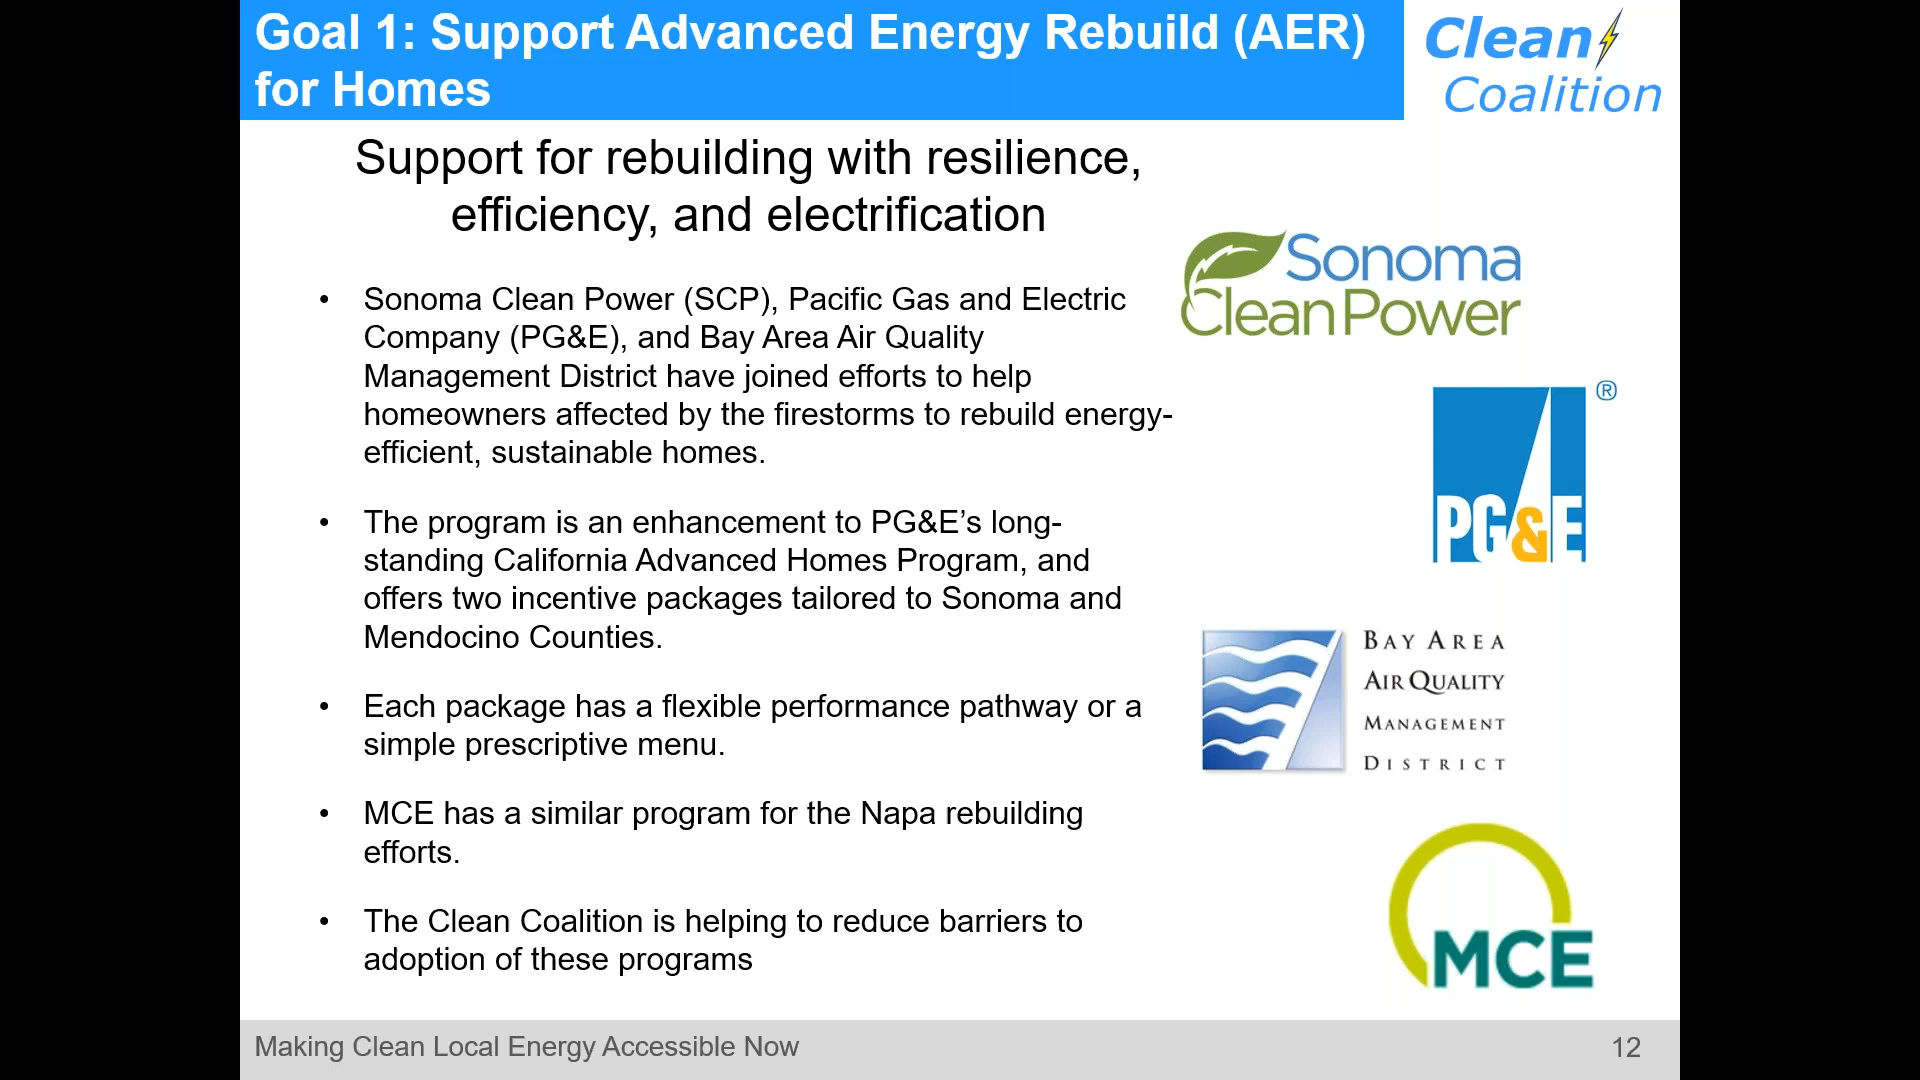 Goal 1: Support Advanced Energy Rebuild (AER)
for Homes
Clean
Coalition
Support for rebuilding with resilience,
efficiency, and electrification
• Sonoma Clean Power (SCP), Pacific Gas and Electric
Company (PG&E), and Bay Area Air Quality
Management District have joined efforts to help
homeowners affected by the firestorms to rebuild energy-
efficient, sustainable homes.
• The program is an enhancement to PG&E’s long-
standing California Advanced Homes Program, and
offers two incentive packages tailored to Sonoma and
Mendocino Counties.
• Each package has a flexible performance pathway or a
simple prescriptive menu.
• MCE has a similar program for the Napa rebuilding
efforts.
• The Clean Coalition is helping to reduce barriers to
adoption of these programs
Sonoma
Clean Power
PG&E®
BAY AREA
AIR QUALITY
MANAGEMENT
DISTRICT
MCE
Making Clean Local Energy Accessible Now
12